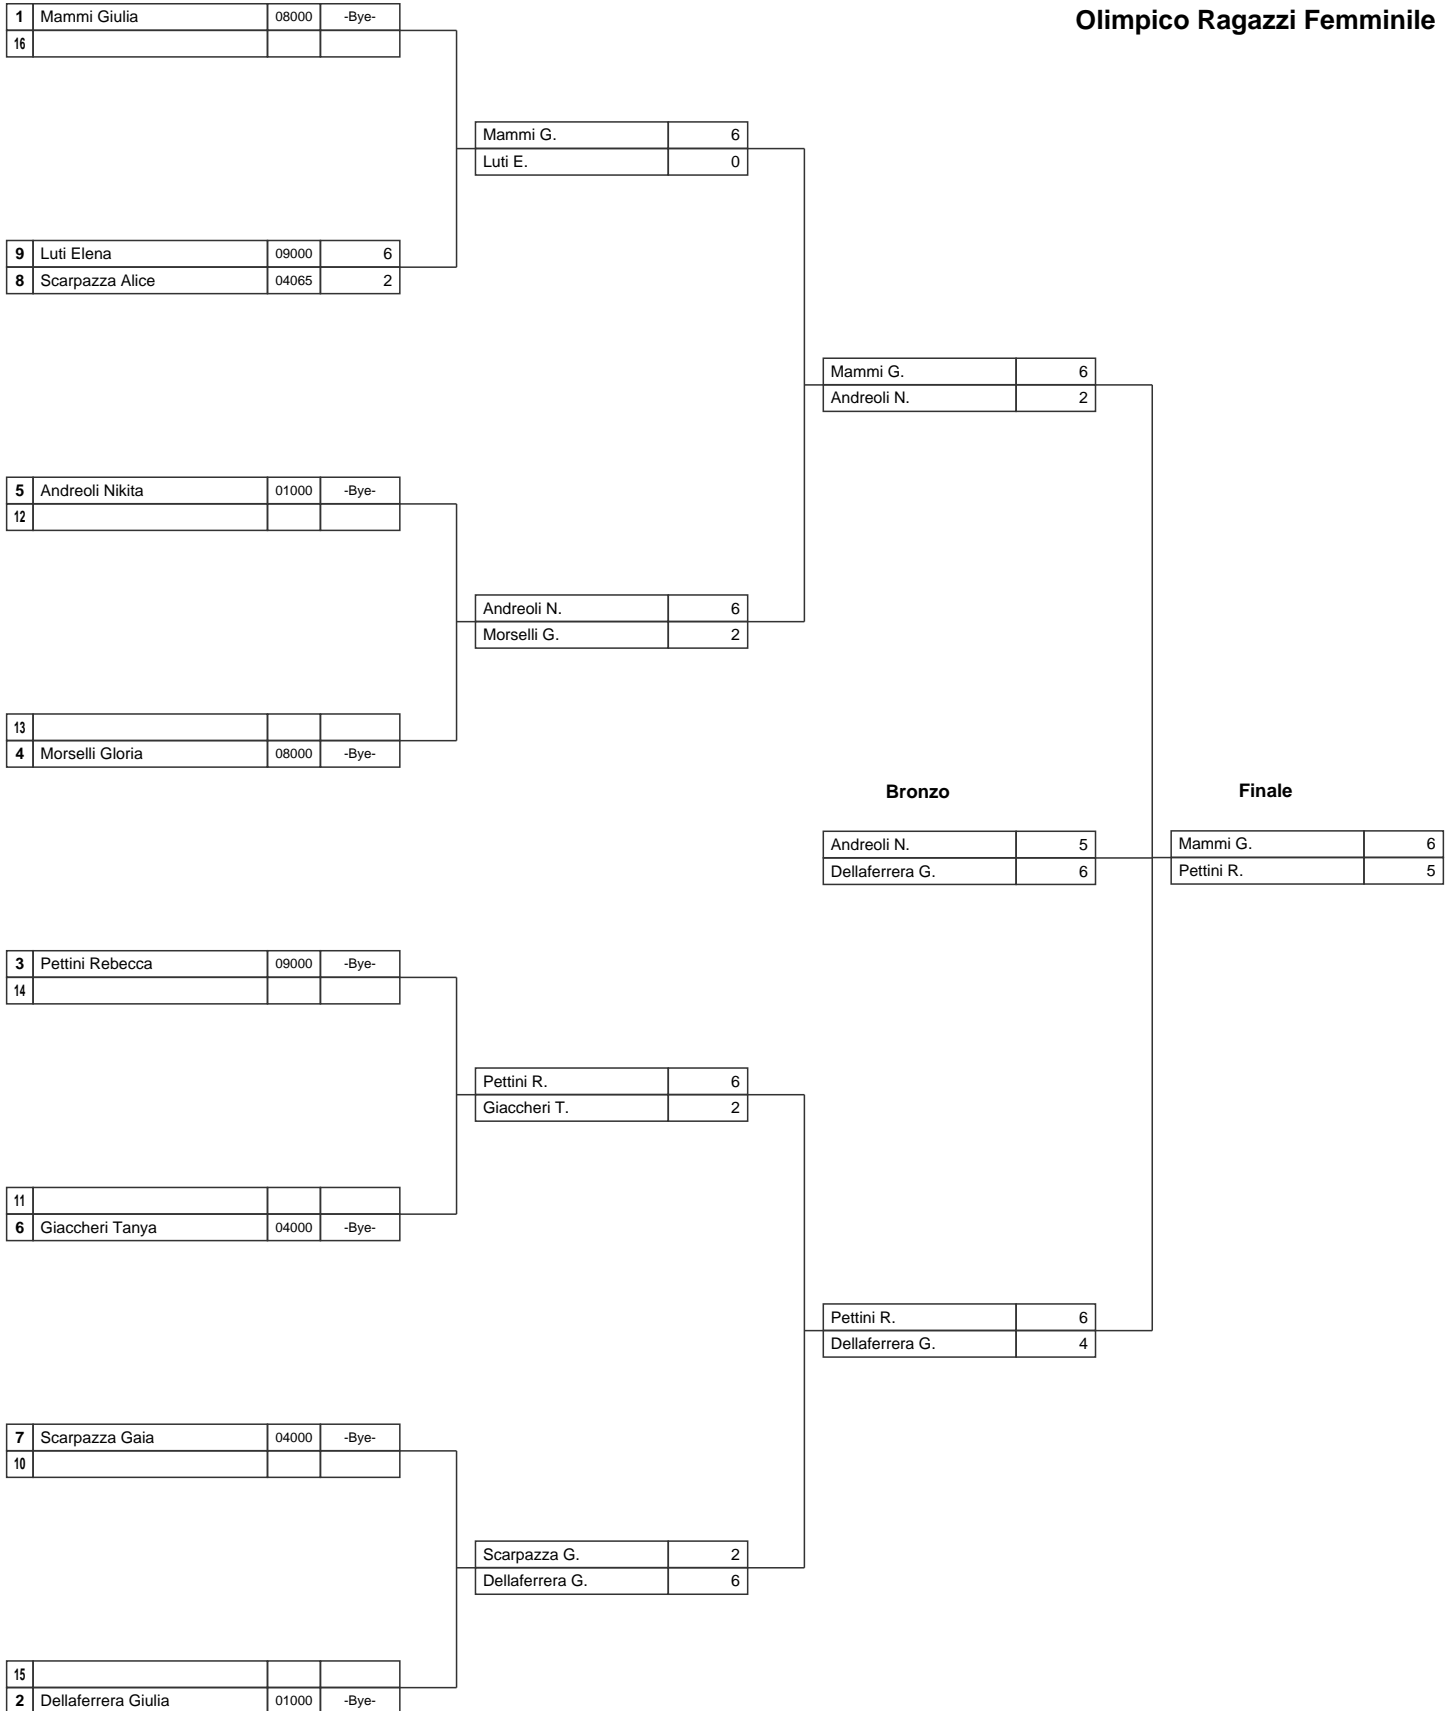 Olimpico Ragazzi Femminile
1 Mammi Giulia 08000 -Bye-
16
Mammi G. 6
Luti E. 0
9 Luti Elena 09000 6
8 Scarpazza Alice 04065 2
Mammi G. 6
Andreoli N. 2
5 Andreoli Nikita 01000 -Bye-
12
Andreoli N. 6
Morselli G. 2
13
4 Morselli Gloria 08000 -Bye-
Bronzo
Finale
Andreoli N. 5
Dellaferrera G. 6
Mammi G. 6
Pettini R. 5
3 Pettini Rebecca 09000 -Bye-
14
Pettini R. 6
Giaccheri T. 2
11
6 Giaccheri Tanya 04000 -Bye-
Pettini R. 6
Dellaferrera G. 4
7 Scarpazza Gaia 04000 -Bye-
10
Scarpazza G. 2
Dellaferrera G. 6
15
2 Dellaferrera Giulia 01000 -Bye-